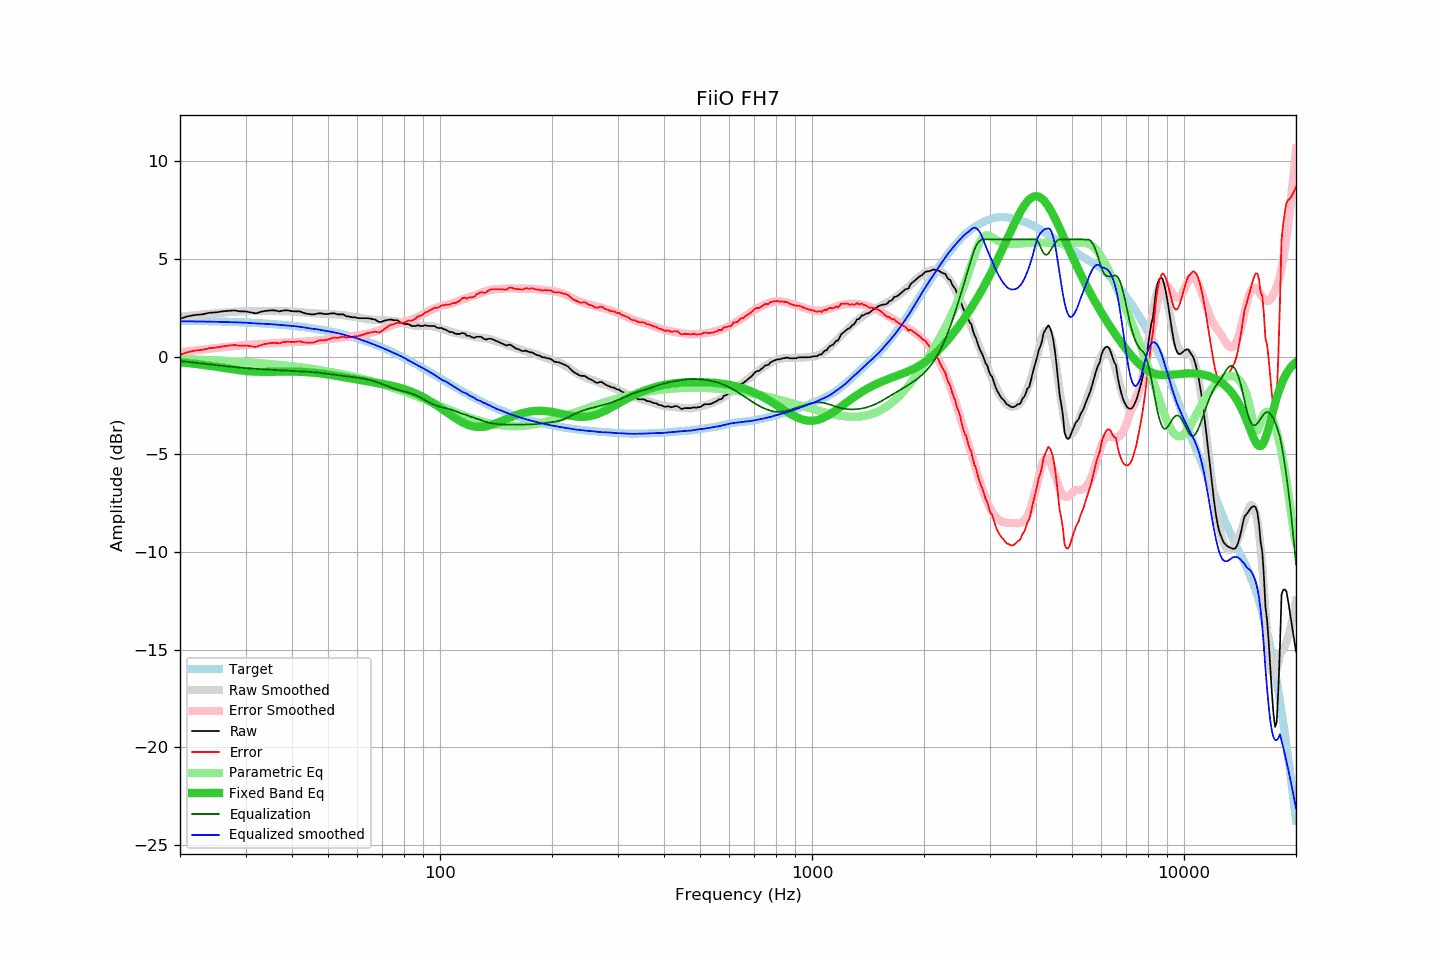 FiiO FH7
Amplitude (dBr)
10
5
0
−5
−10
−15
−20
−25
Target
Raw Smoothed
Error Smoothed
Raw
Error
Parametric Eq
Fixed Band Eq
Equalization
Equalized smoothed
100
1000
10000
Frequency (Hz)